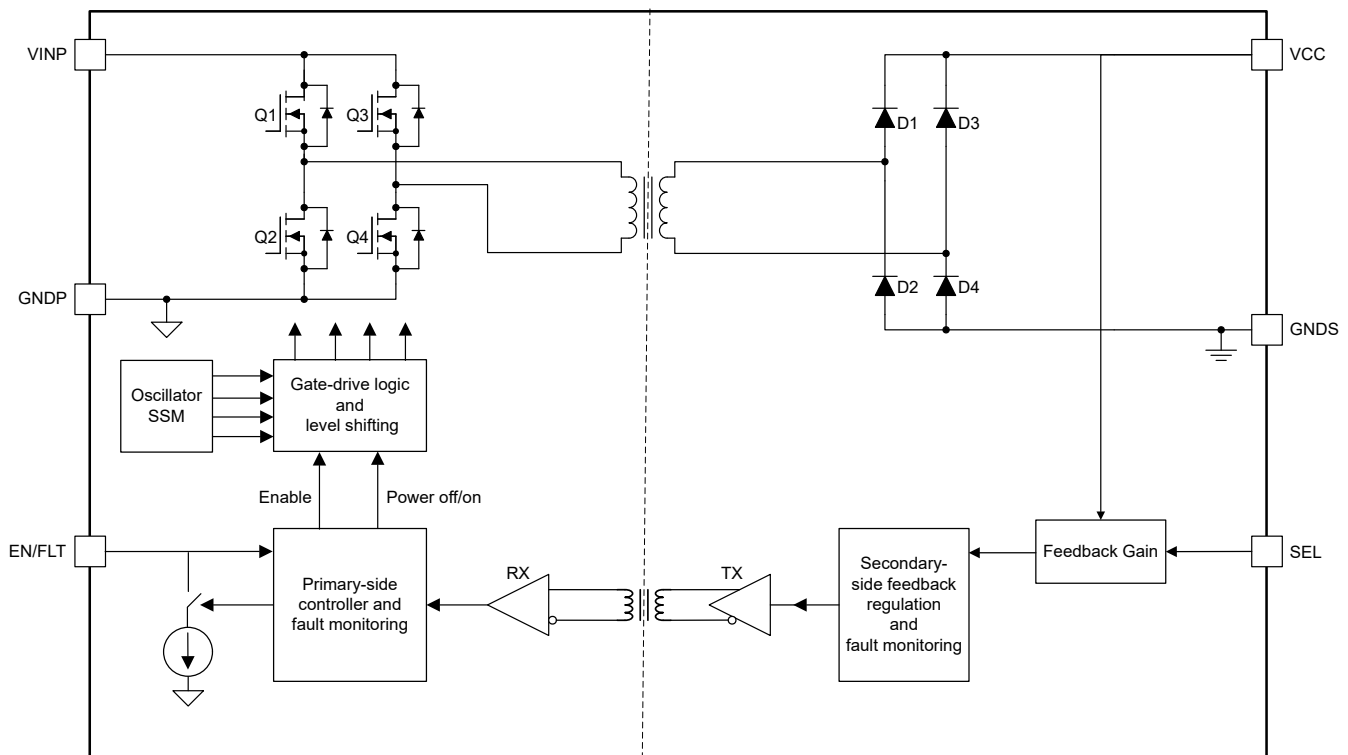 VINP
VCC
Q1
Q3
D1
D3
Q2
Q4
D2
D4
GNDP
GNDS
Oscillator
SSM
Gate-drive logic
and
level shifting
Enable
Power off/on
EN/FLT
Primary-side
controller and
fault monitoring
RX
TX
Secondary-
side feedback
regulation
and
fault monitoring
Feedback Gain
SEL